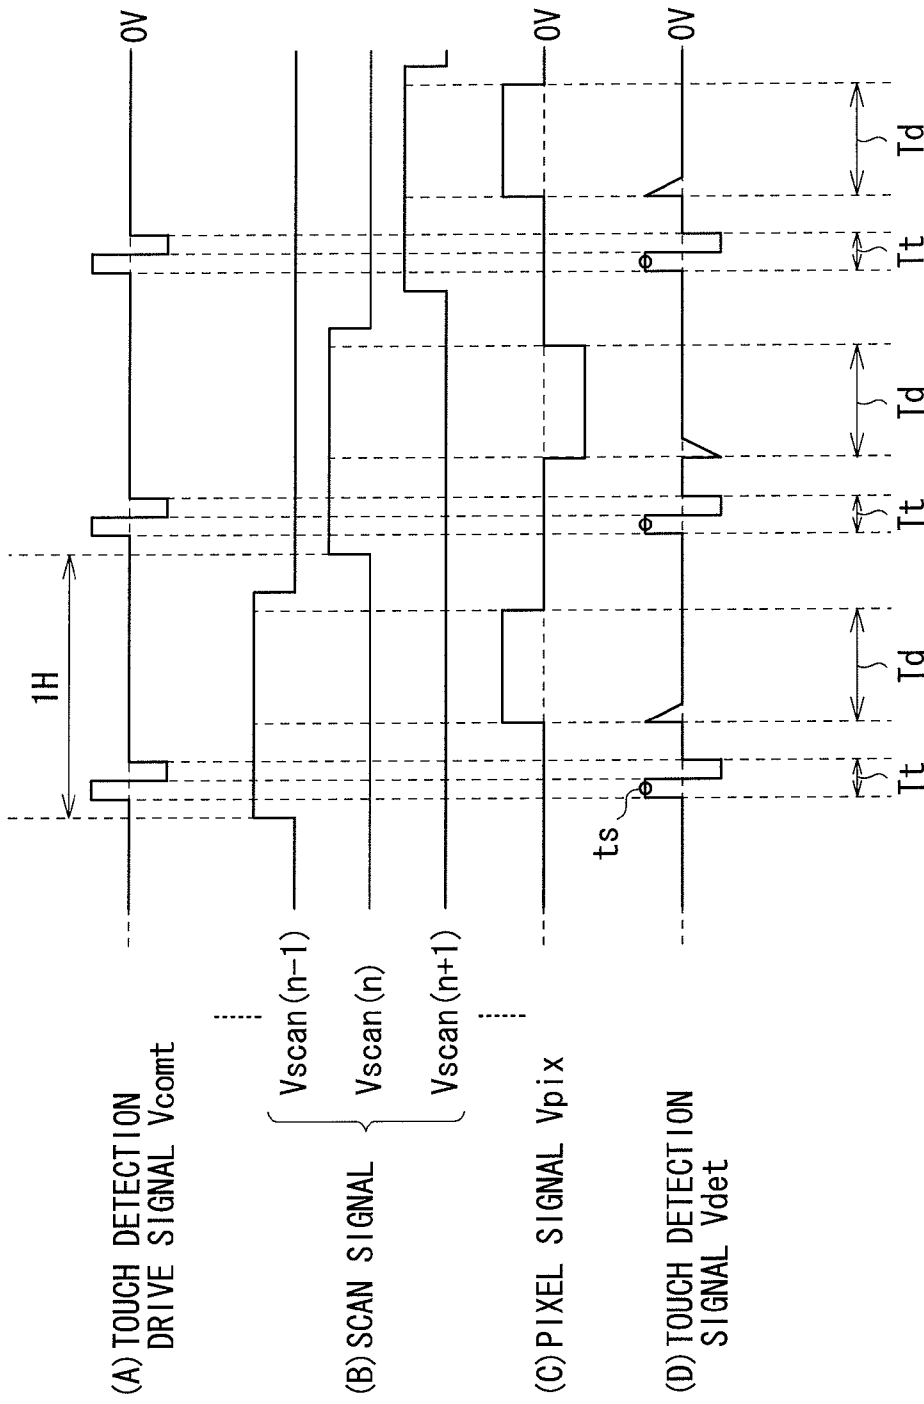 1H
(A) TOUCH DETECTION
DRIVE SIGNAL Vcomt
0V
(B) SCAN SIGNAL
Vscan(n-1)
Vscan(n)
Vscan(n+1)
(C) PIXEL SIGNAL Vpix
0V
ts
(D) TOUCH DETECTION
SIGNAL Vdet
0V
Tt
Td
Tt
Td
Tt
Td